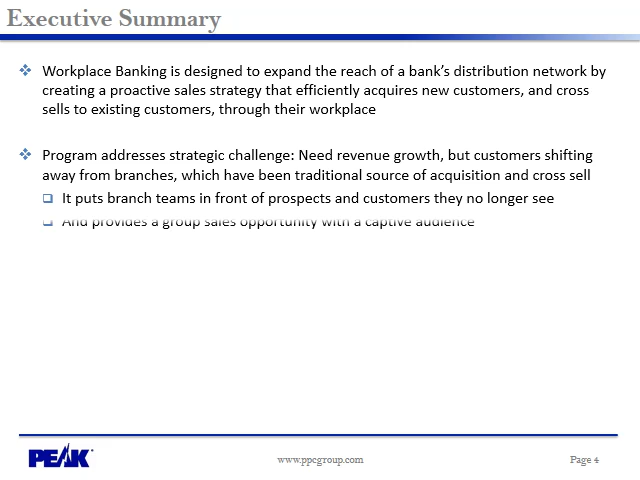 Executive Summary
Workplace Banking is designed to expand the reach of a bank’s distribution network by
creating a proactive sales strategy that efficiently acquires new customers, and cross
sells to existing customers, through their workplace
Program addresses strategic challenge: Need revenue growth, but customers shifting
away from branches, which have been traditional source of acquisition and cross sell
It puts branch teams in front of prospects and customers they no longer see
And provides a group sales opportunity with a captive audience
PEAK
www.ppcgroup.com
Page 4